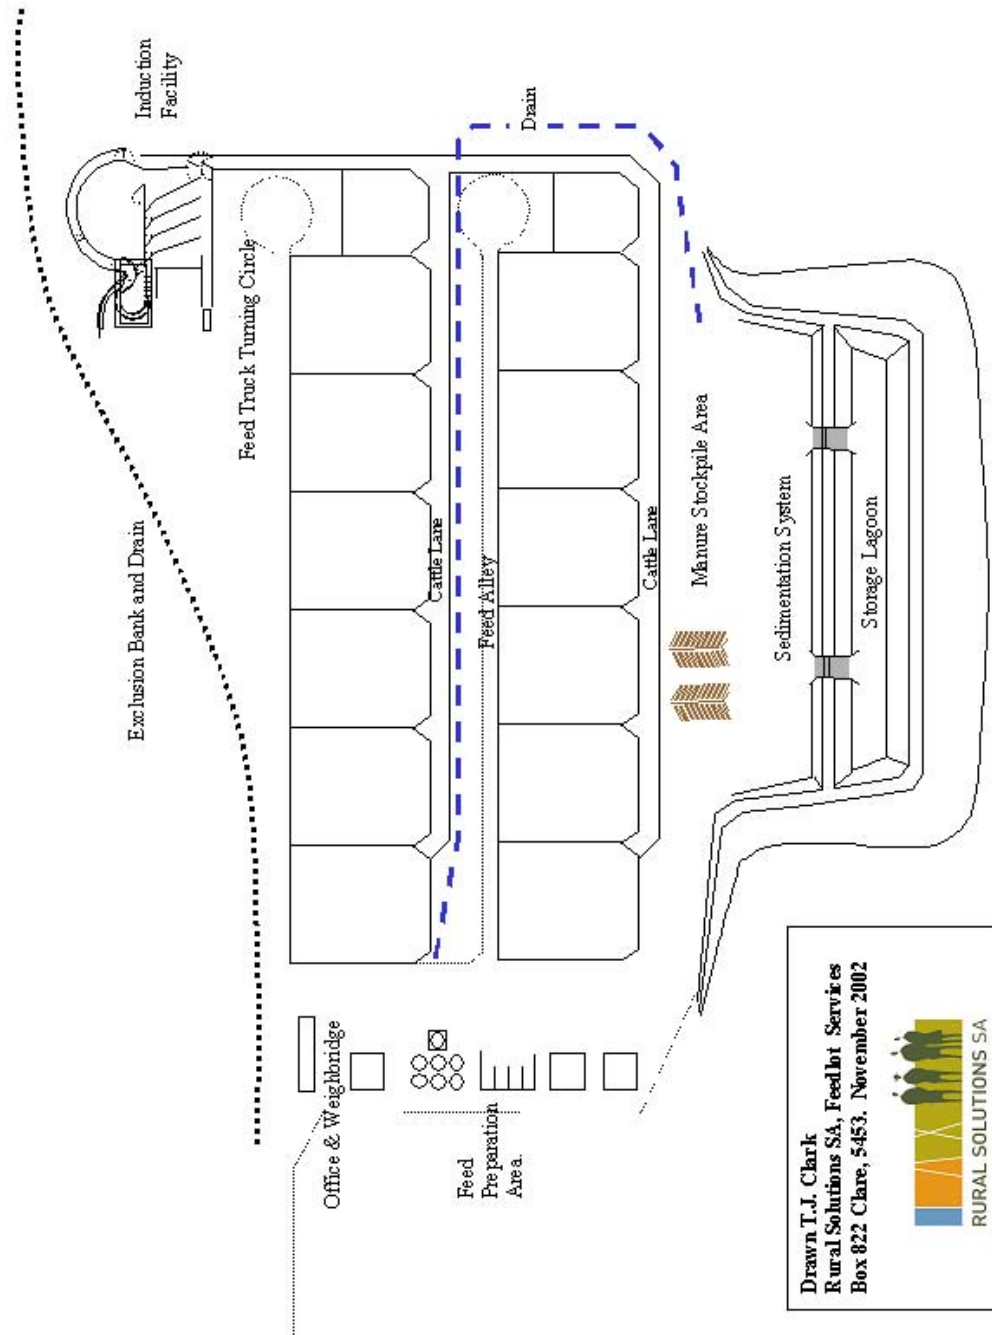 Induction
Facility
Drain
Feed Truck Turning Circle
Exclusion Bank and Drain
Cattle Lane
Feed Alley
Cattle Lane
Manure Stockpile Area
Sedimentation System
Storage Lagoon
Office & Weighbridge
Feed
Preparation
Area.
Drawn T.J. Clark
Rural Solutions SA, Feedlot Services
Box 822 Clare, 5453. November 2002
RURAL SOLUTIONS SA